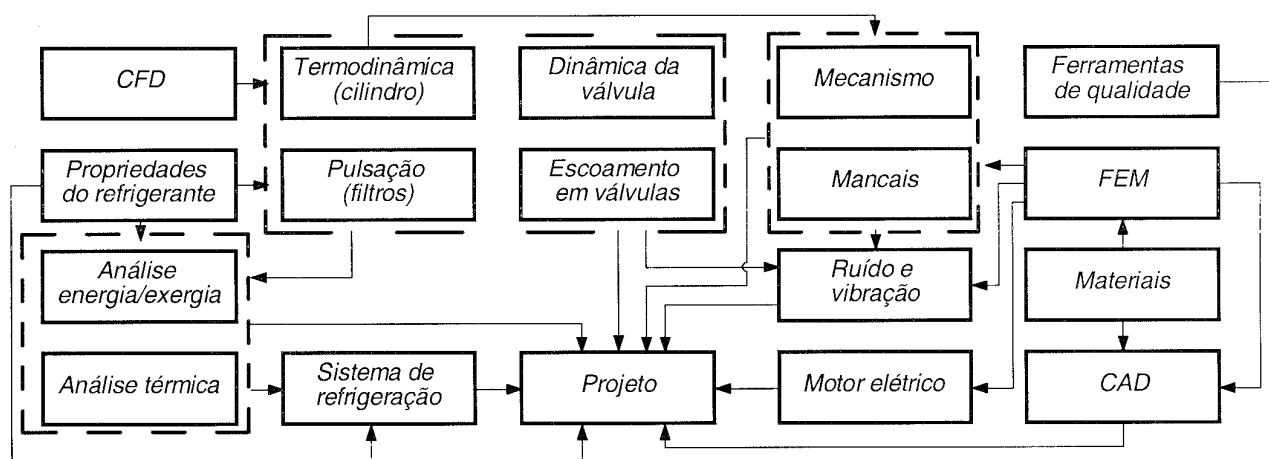 CFD
Termodinâmica
(cilindro)
Dinâmica da
válvula
Mecanismo
Ferramentas
de qualidade
Propriedades
do refrigerante
Pulsação
(filtros)
Escoamento
em válvulas
Mancais
FEM
Análise
energia/exergia
Ruído e
vibração
Materiais
Análise térmica
Sistema de
refrigeração
Projeto
Motor elétrico
CAD